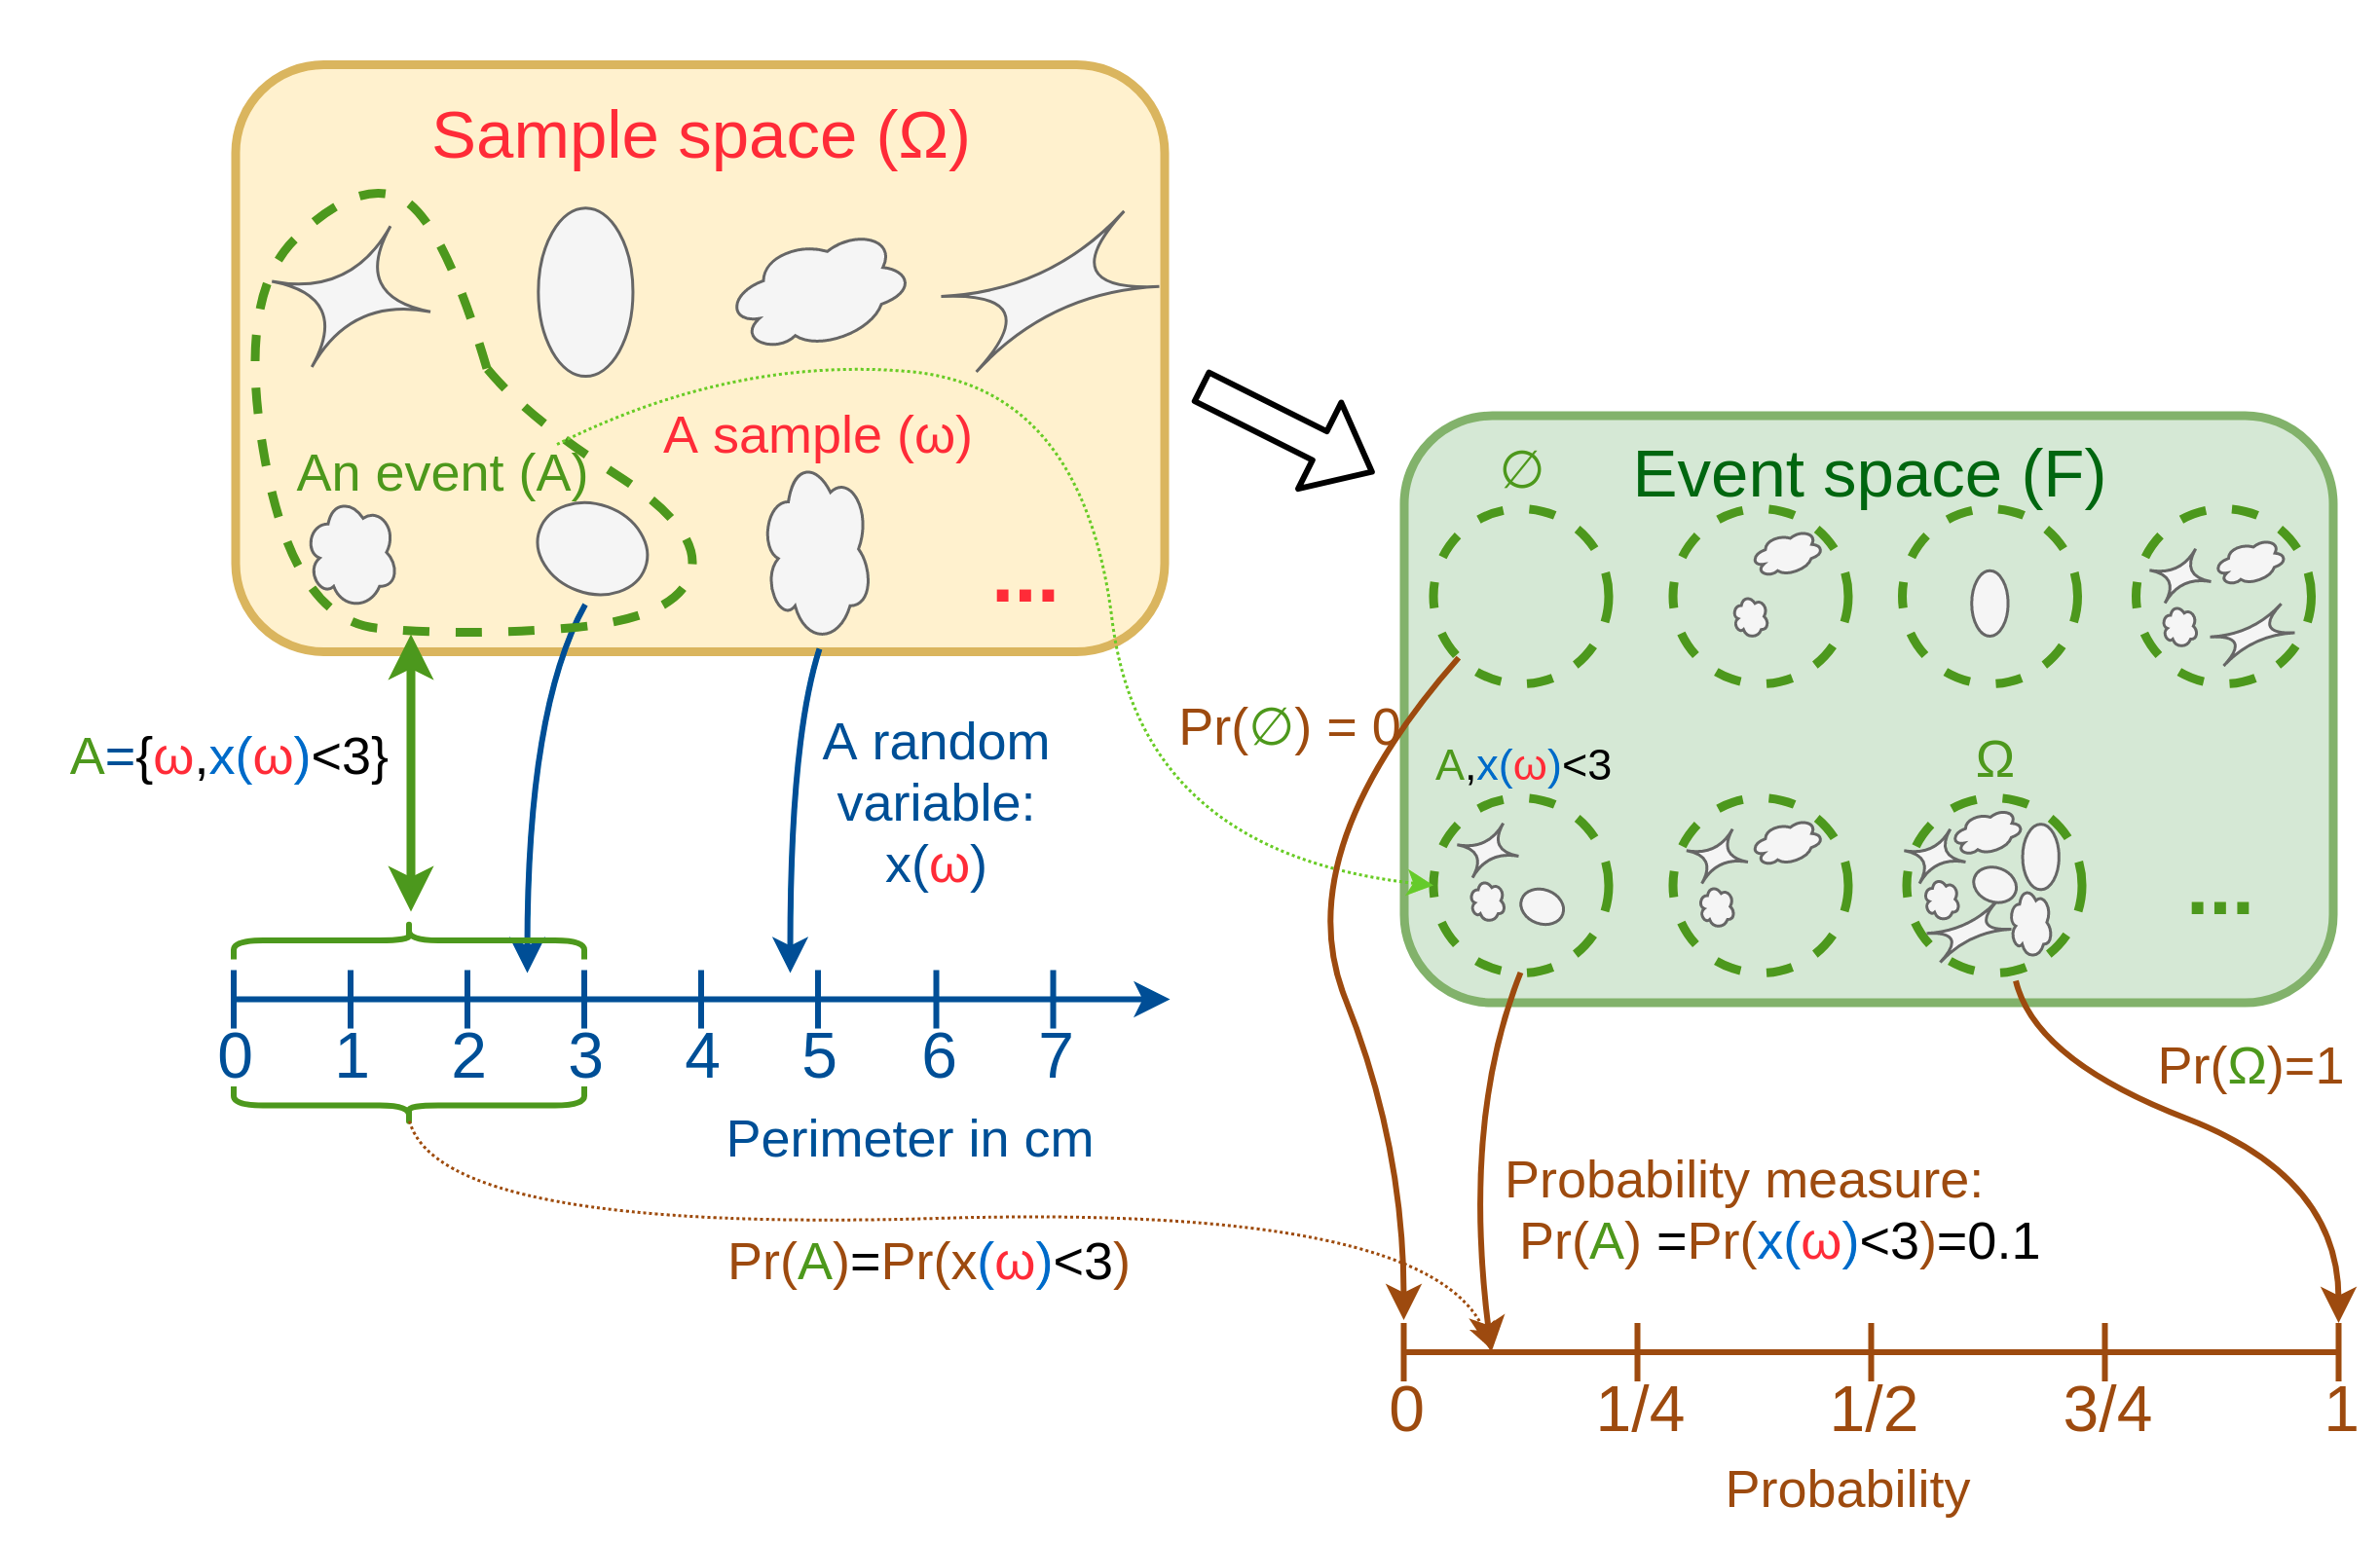 Sample space (Ω)
A sample (ω)
An event (A)
...
Event space (F)
∅
A,x(ω)<3
Ω
...
A={ω,x(ω)<3}
A random
variable:
x(ω)
0 1 2 3 4 5 6 7
Perimeter in cm
Pr(A)=Pr(x(ω)<3)
Pr(∅) = 0
Pr(Ω)=1
Probability measure:
Pr(A) =Pr(x(ω)<3)=0.1
0 1/4 1/2 3/4 1
Probability